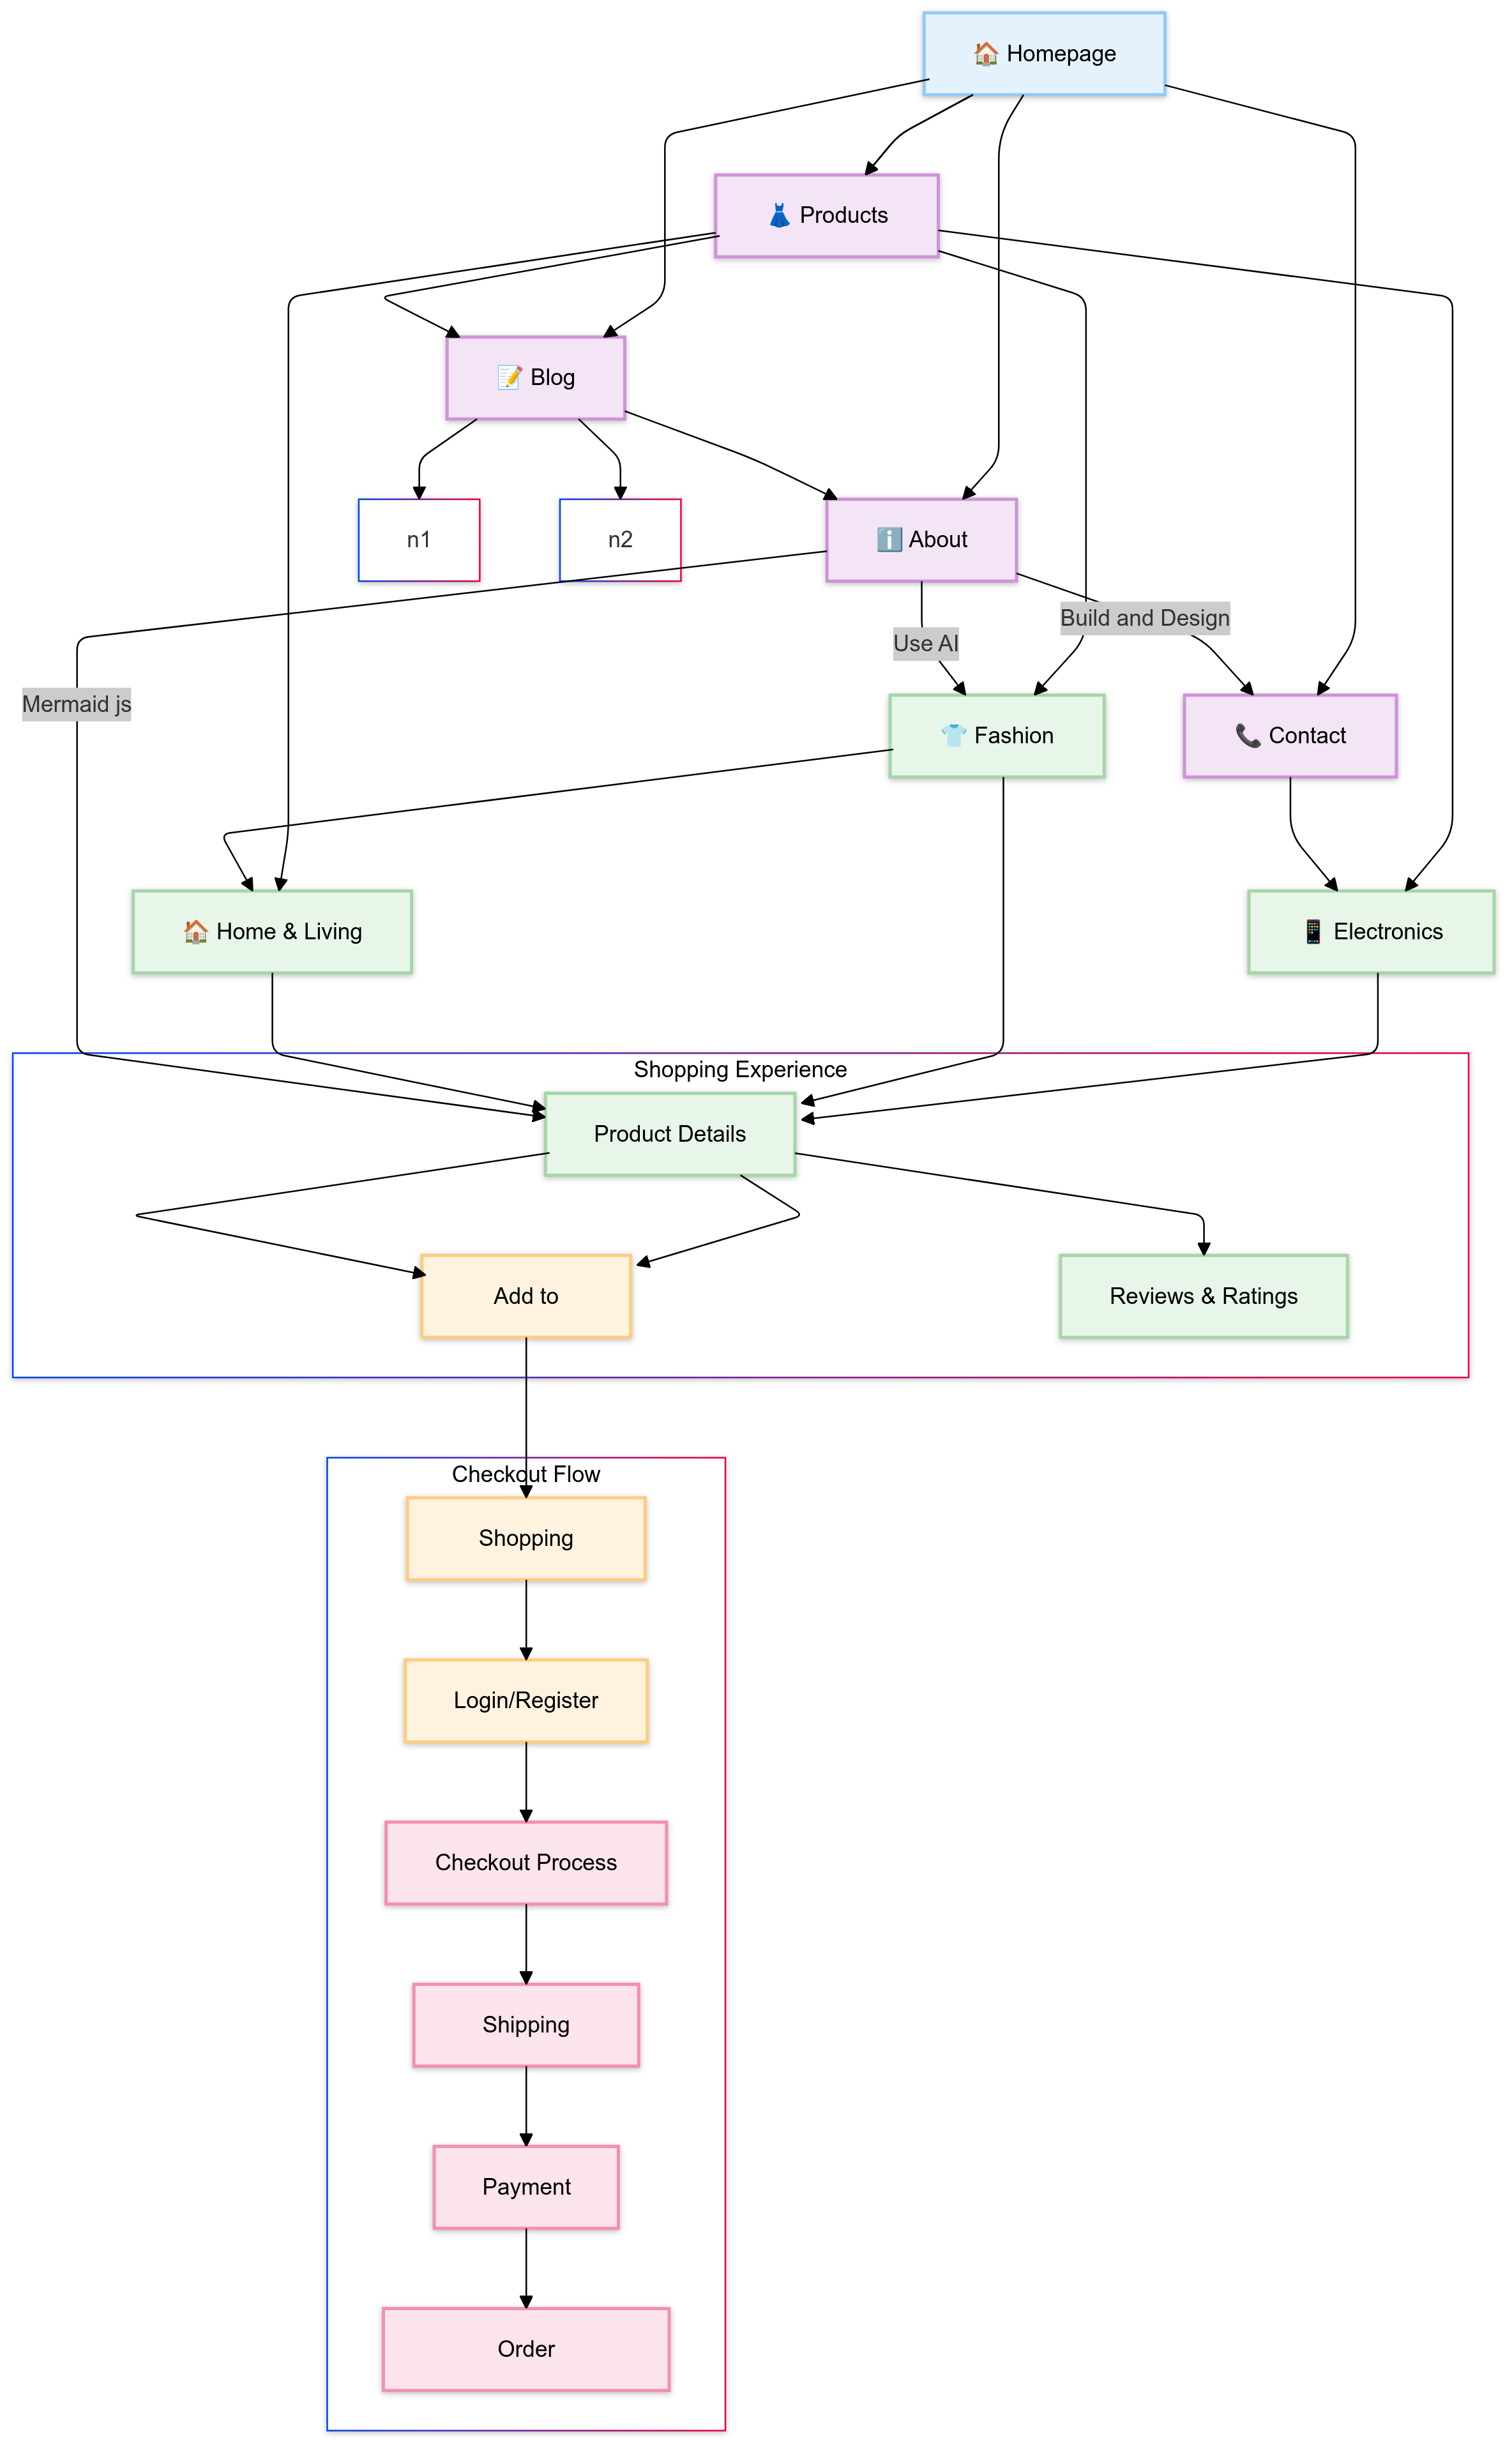 🏠 Homepage
👗 Products
📝 Blog
n1
n2
ℹ️ About
Build and Design
Use AI
Mermaid js
👕 Fashion
📞 Contact
🏠 Home & Living
📱 Electronics
Shopping Experience
Product Details
Add to
Reviews & Ratings
Checkout Flow
Shopping
Login/Register
Checkout Process
Shipping
Payment
Order